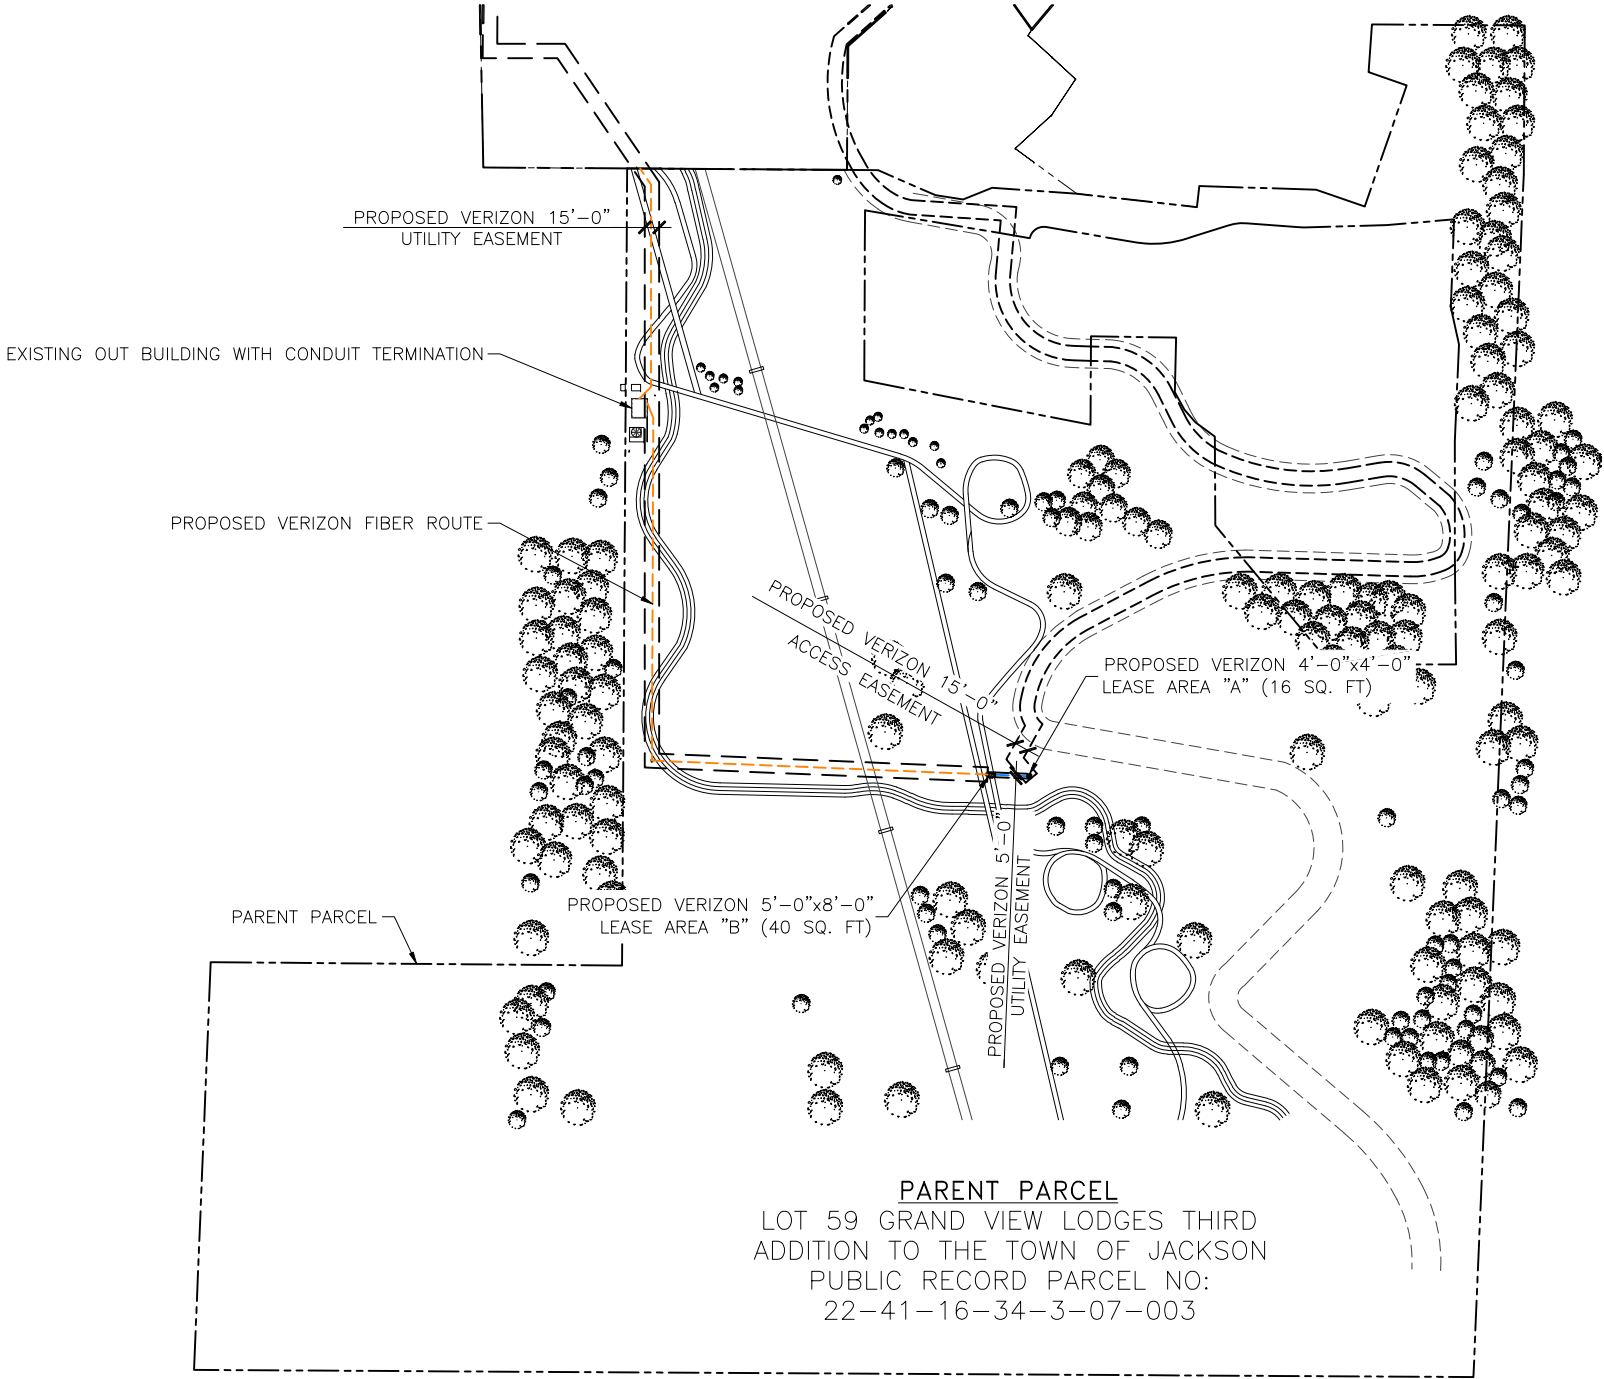 PROPOSED VERIZON 15'-0"
UTILITY EASEMENT
EXISTING OUT BUILDING WITH CONDUIT TERMINATION
PROPOSED VERIZON FIBER ROUTE
PROPOSED VERIZON 15'-0"
ACCESS EASEMENT
PROPOSED VERIZON 4'-0"x4'-0"
LEASE AREA "A" (16 SQ. FT)
PROPOSED VERIZON 5'-0"x8'-0"
LEASE AREA "B" (40 SQ. FT)
PROPOSED VERIZON 5'-0"
UTILITY EASEMENT
PARENT PARCEL
PARENT PARCEL
LOT 59 GRAND VIEW LODGES THIRD
ADDITION TO THE TOWN OF JACKSON
PUBLIC RECORD PARCEL NO:
22-41-16-34-3-07-003